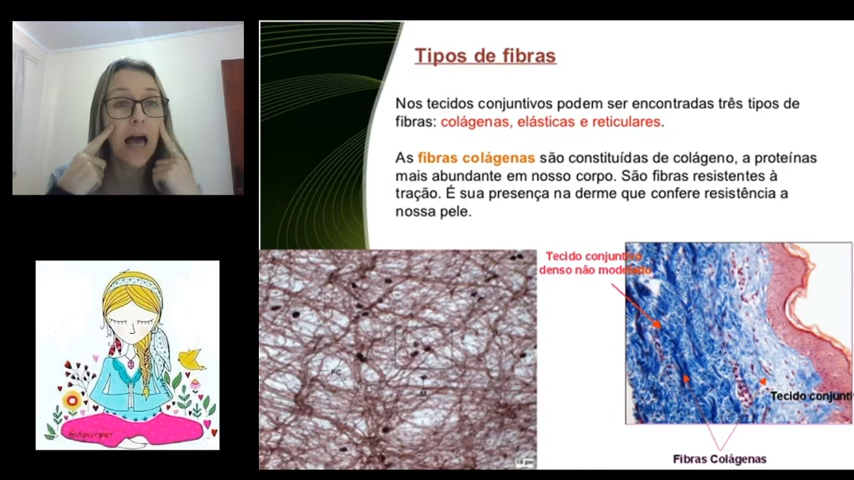 Tipos de fibras
Nos tecidos conjuntivos podem ser encontradas três tipos de
fibras: colágenas, elásticas e reticulares.
As fibras colágenas são constituídas de colágeno, a proteínas
mais abundante em nosso corpo. São fibras resistentes à
tração. É sua presença na derme que confere resistência a
nossa pele.
Tecido conjuntivo
denso não modelado
Tecido conjunti
Fibras Colágenas